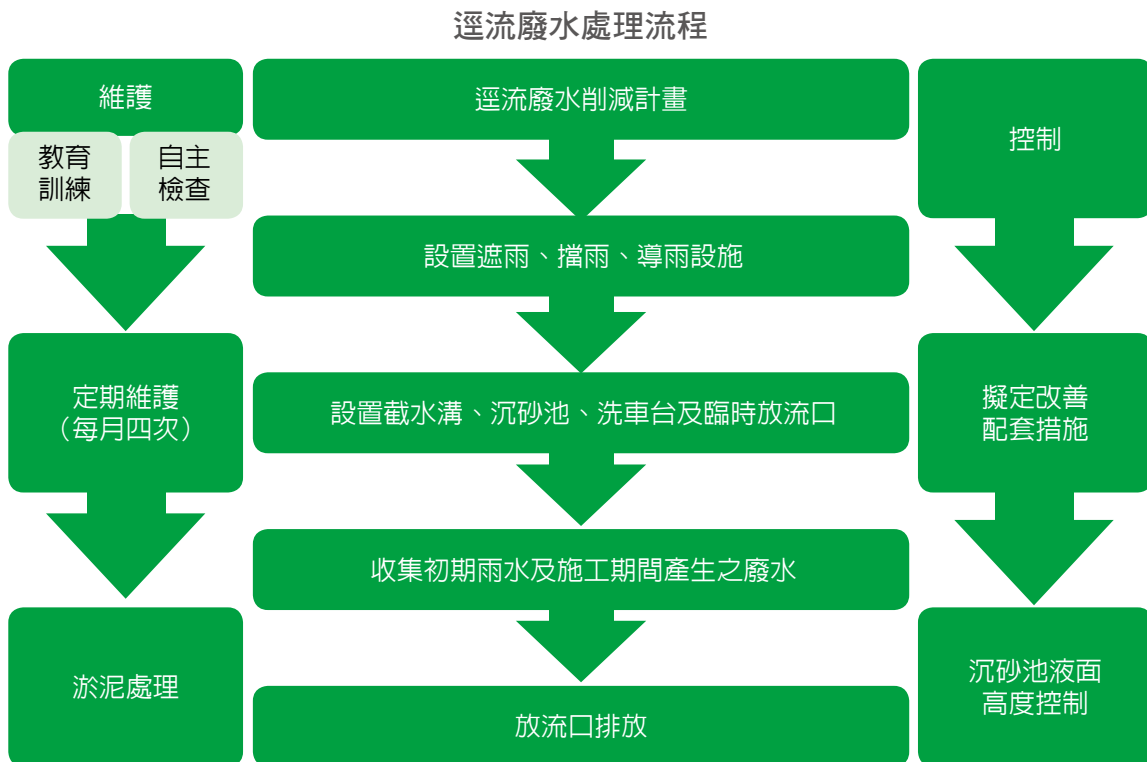 逕流廢水處理流程
維護
教育
訓練
自主
檢查
定期維護
（每月四次）
淤泥處理
逕流廢水削減計畫
設置遮雨、擋雨、導雨設施
設置截水溝、沉砂池、洗車台及臨時放流口
收集初期雨水及施工期間產生之廢水
放流口排放
控制
擬定改善
配套措施
沉砂池液面
高度控制